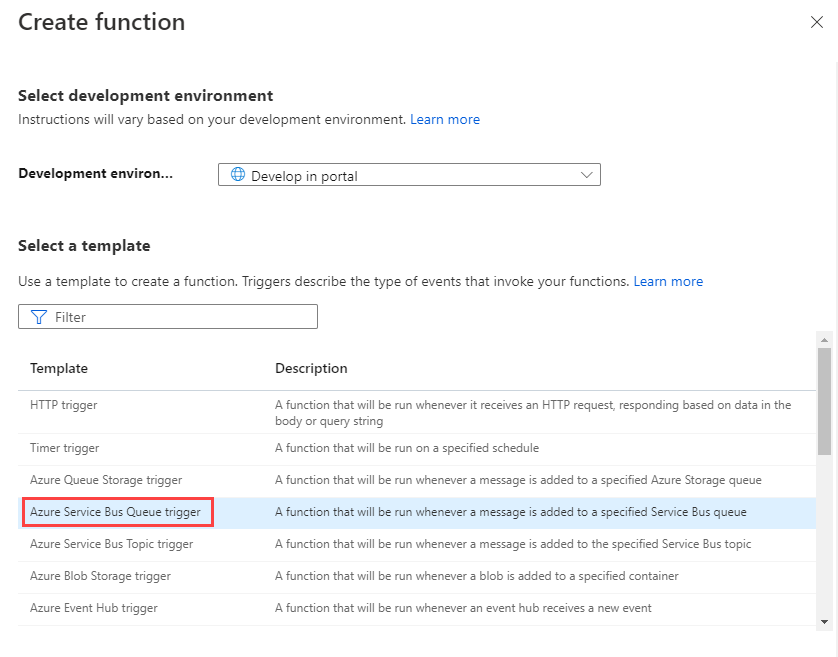 Create function
Select development environment
Instructions will vary based on your development environment. Learn more
Development environ...
Develop in portal
Select a template
Use a template to create a function. Triggers describe the type of events that invoke your functions. Learn more
Filter
Template Description
HTTP trigger A function that will be run whenever it receives an HTTP request, responding based on data in the
body or query string
Timer trigger A function that will be run on a specified schedule
Azure Queue Storage trigger A function that will be run whenever a message is added to a specified Azure Storage queue
Azure Service Bus Queue trigger A function that will be run whenever a message is added to a specified Service Bus queue
Azure Service Bus Topic trigger A function that will be run whenever a message is added to the specified Service Bus topic
Azure Blob Storage trigger A function that will be run whenever a blob is added to a specified container
Azure Event Hub trigger A function that will be run whenever an event hub receives a new event